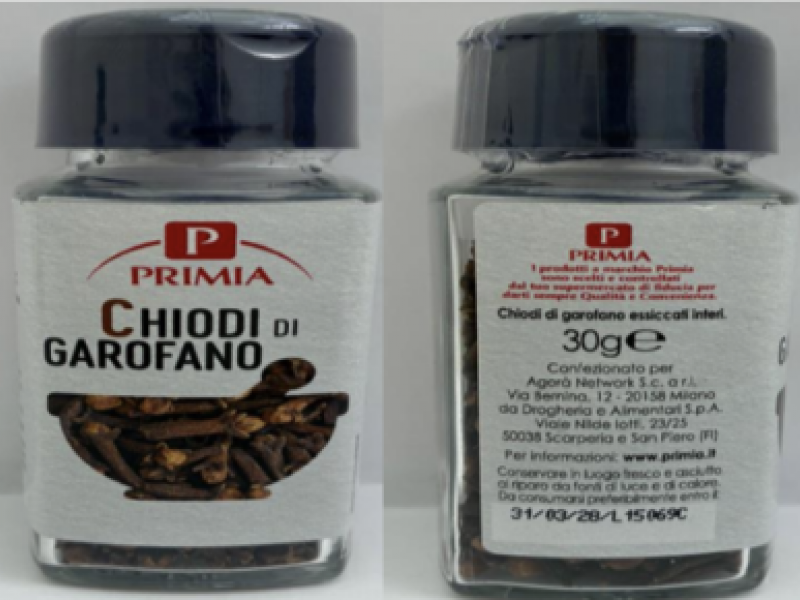 P
PRIMIA
CHIODI DI
GAROFANO
P
PRIMIA
I prodotti a marchio Primia
sono scelti e controllati
dal tuo supermercato di fiducia per
darti sempre Qualità e Convenienza.
Chiodi di garofano essiccati interi.
30g e
Confezionato per
Agorà Network S.c. a r.l.
Via Bernina, 12 - 20158 Milano
da Drogheria e Alimentari S.p.A.
Viale Nilde Iotti, 23/25
50038 Scarperia e San Piero (FI)
Per informazioni: www.primia.it
Conservare in luogo fresco e asciutto
al riparo da fonti di luce e di calore.
Da consumarsi preferibilmente entro il:
31/03/28/L 15069C